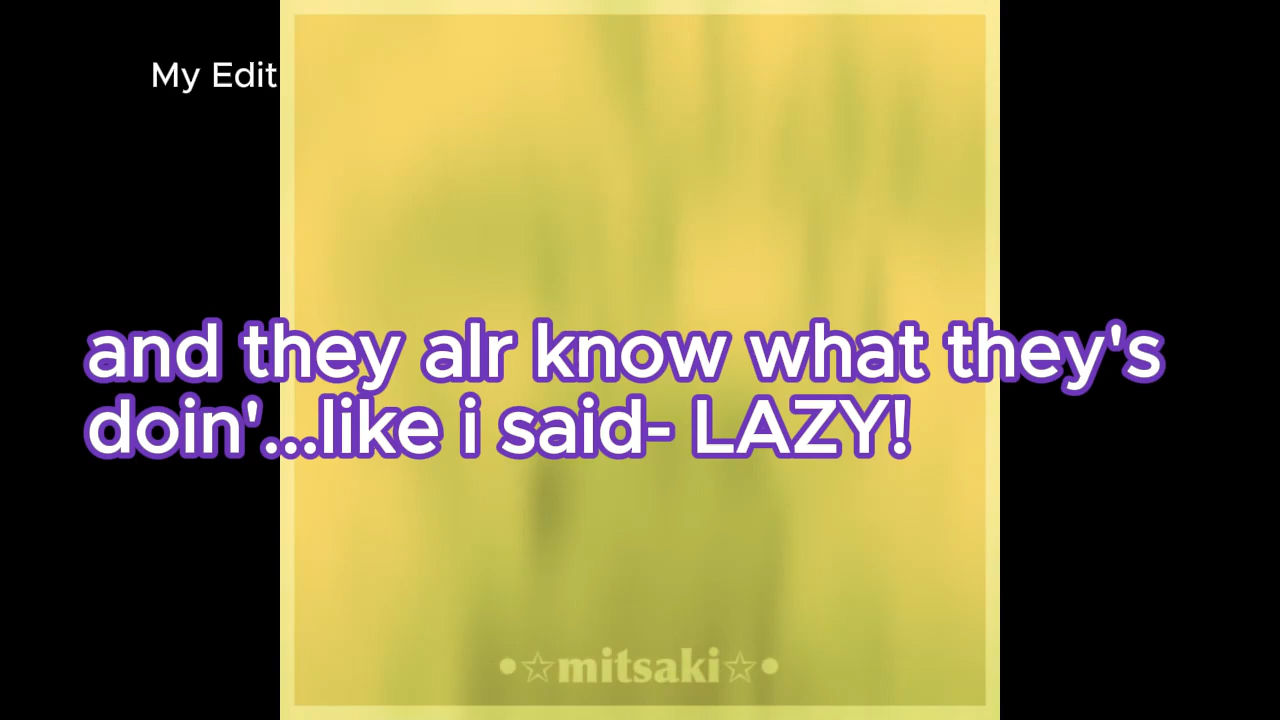 My Edit
and they alr know what they's
doin'...like i said- LAZY!
•☆mitsaki☆•